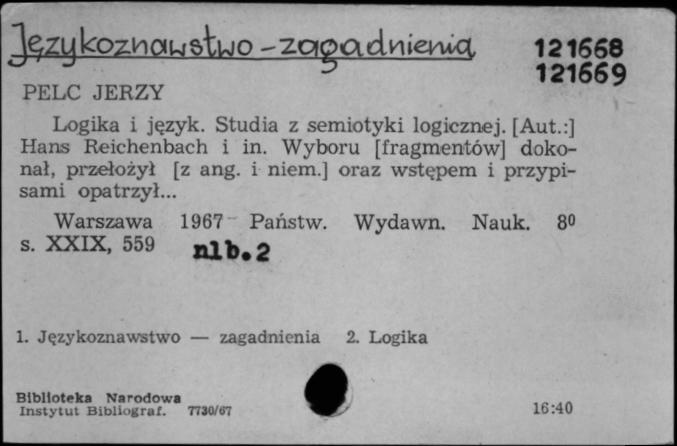 Językoznawstwo - zagadnienia
121668
121669
PELC JERZY
Logika i język. Studia z semiotyki logicznej. [Aut.:]
Hans Reichenbach i in. Wyboru [fragmentów] doko-
nał, przełożył [z ang. i niem.] oraz wstępem i przypi-
sami opatrzył...
Warszawa 1967 Państw. Wydawn. Nauk. 8⁰
s. XXIX, 559 nlb. 2
1. Językoznawstwo — zagadnienia 2. Logika
Biblioteka Narodowa
Instytut Bibliograf. 7730/67 16:40